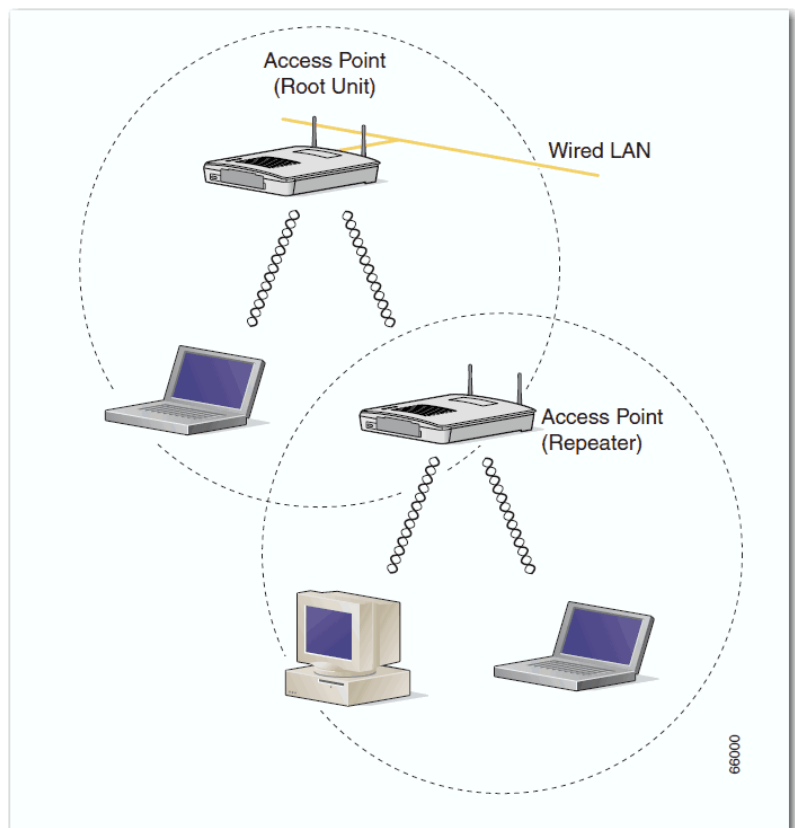 Access Point
(Root Unit)
Wired LAN
Access Point
(Repeater)
66000